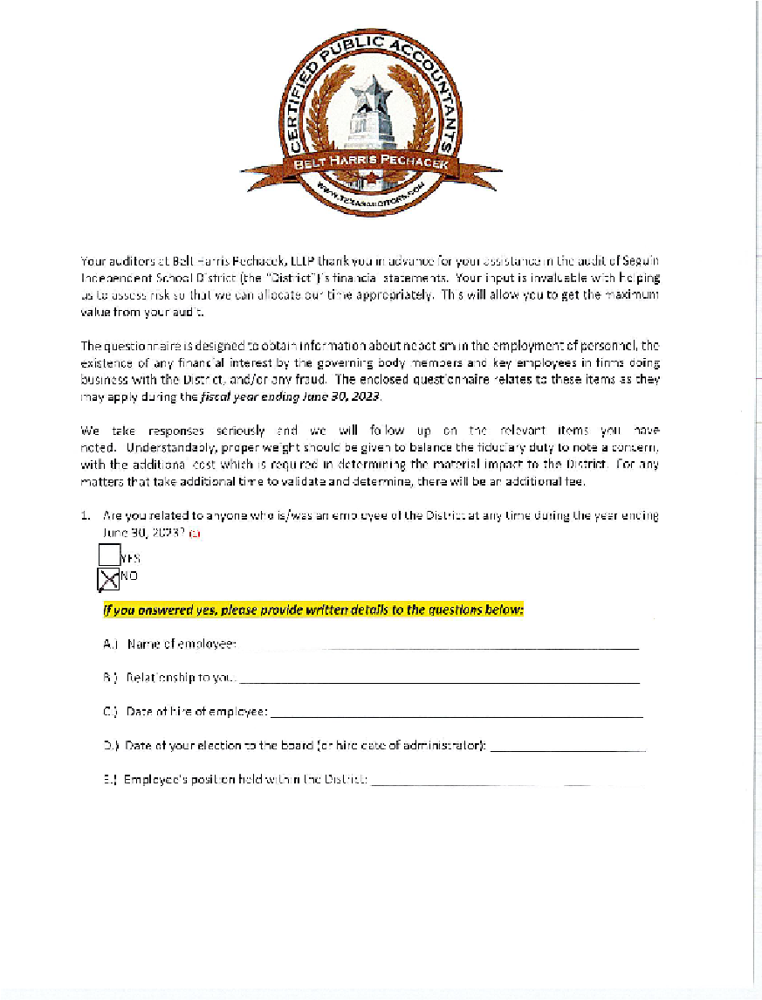 CERTIFIED PUBLIC ACCOUNTANTS
BELT HARRIS PECHACEK
WWW.TEXASAUDITORS.COM
Your auditors at Belt Harris Pechacek, LLLP thank you in advance for your assistance in the audit of Seguin
Independent School District (the "District")'s financial statements. Your input is invaluable with helping
us to assess risk so that we can allocate our time appropriately. This will allow you to get the maximum
value from your audit.
The questionnaire is designed to obtain information about nepotism in the employment of personnel, the
existence of any financial interest by the governing body members and key employees in firms doing
business with the District, and/or any fraud. The enclosed questionnaire relates to these items as they
may apply during the fiscal year ending June 30, 2023.
We take responses seriously and we will follow up on the relevant items you have
noted. Understandably, proper weight should be given to balance the fiduciary duty to note a concern,
with the additional cost which is required in determining the material impact to the District. For any
matters that take additional time to validate and determine, there will be an additional fee.
1. Are you related to anyone who is/was an employee of the District at any time during the year ending
June 30, 2023? (1)
YES
NO
If you answered yes, please provide written details to the questions below:
A.) Name of employee:
B.) Relationship to you:
C.) Date of hire of employee:
D.) Date of your election to the board (or hire date of administrator):
E.) Employee's position held within the District: